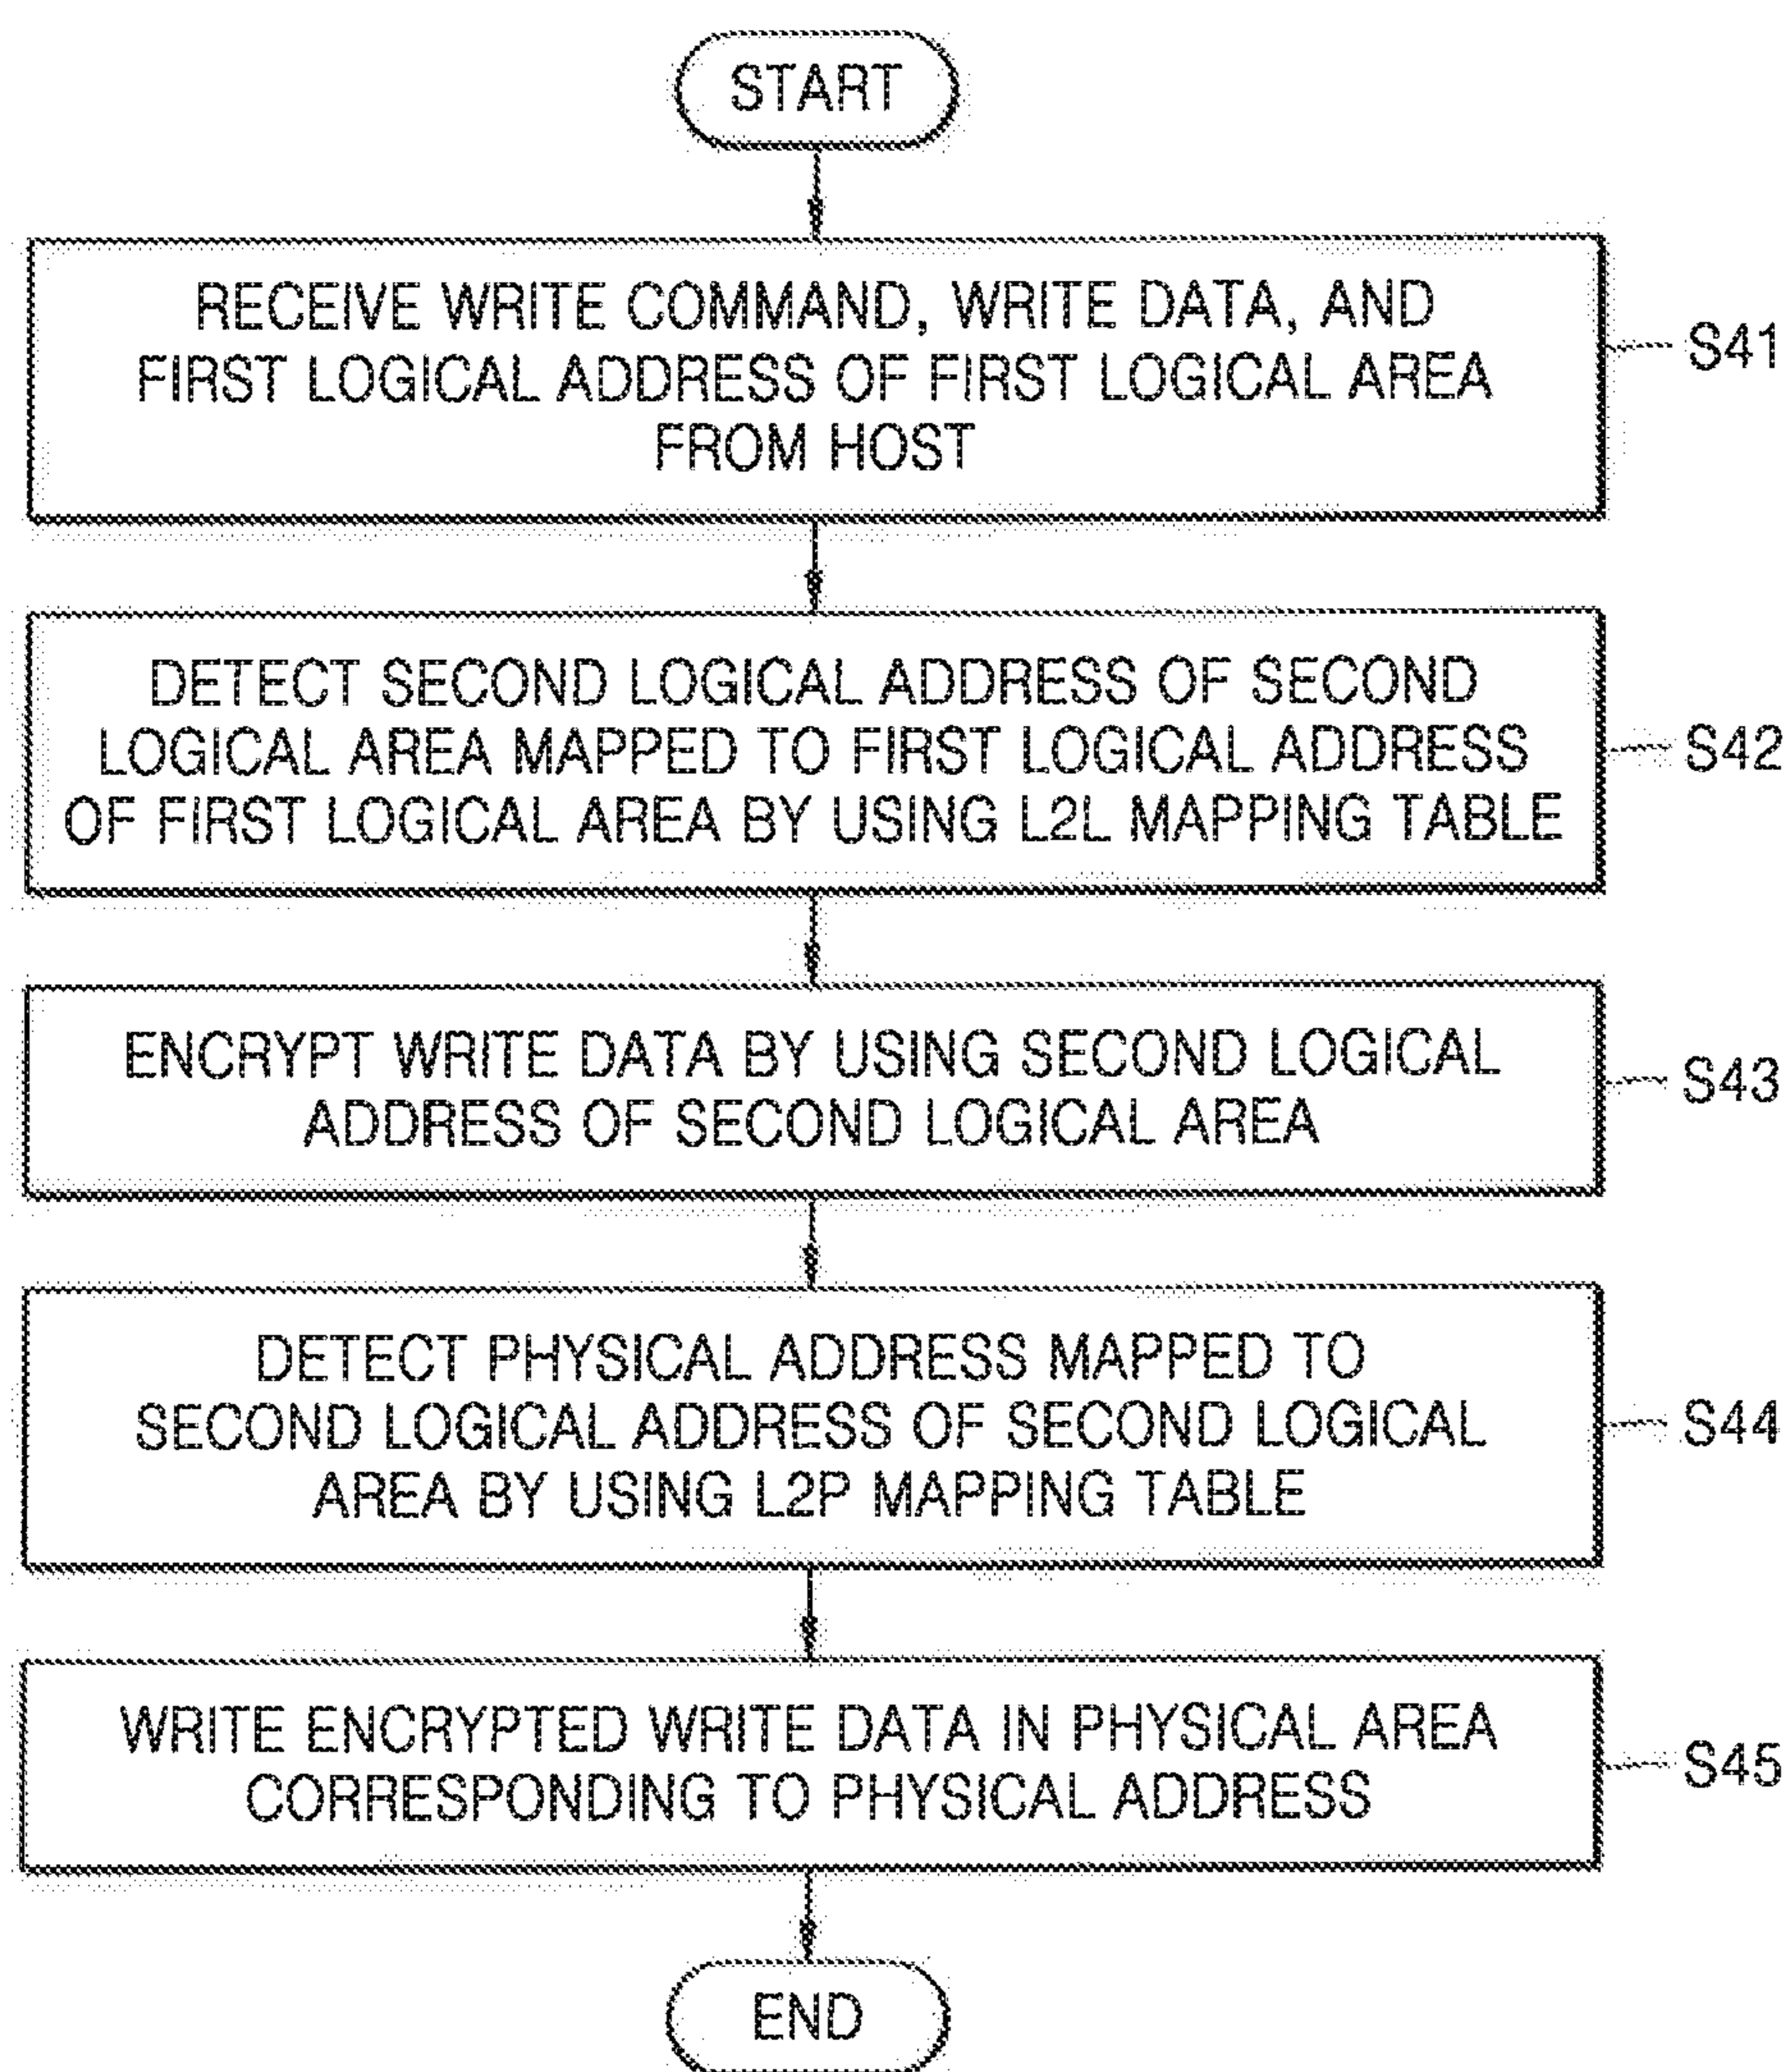 START
RECEIVE WRITE COMMAND, WRITE DATA, AND
FIRST LOGICAL ADDRESS OF FIRST LOGICAL AREA
FROM HOST
S41
DETECT SECOND LOGICAL ADDRESS OF SECOND
LOGICAL AREA MAPPED TO FIRST LOGICAL ADDRESS
OF FIRST LOGICAL AREA BY USING L2L MAPPING TABLE
S42
ENCRYPT WRITE DATA BY USING SECOND LOGICAL
ADDRESS OF SECOND LOGICAL AREA
S43
DETECT PHYSICAL ADDRESS MAPPED TO
SECOND LOGICAL ADDRESS OF SECOND LOGICAL
AREA BY USING L2P MAPPING TABLE
S44
WRITE ENCRYPTED WRITE DATA IN PHYSICAL AREA
CORRESPONDING TO PHYSICAL ADDRESS
S45
END